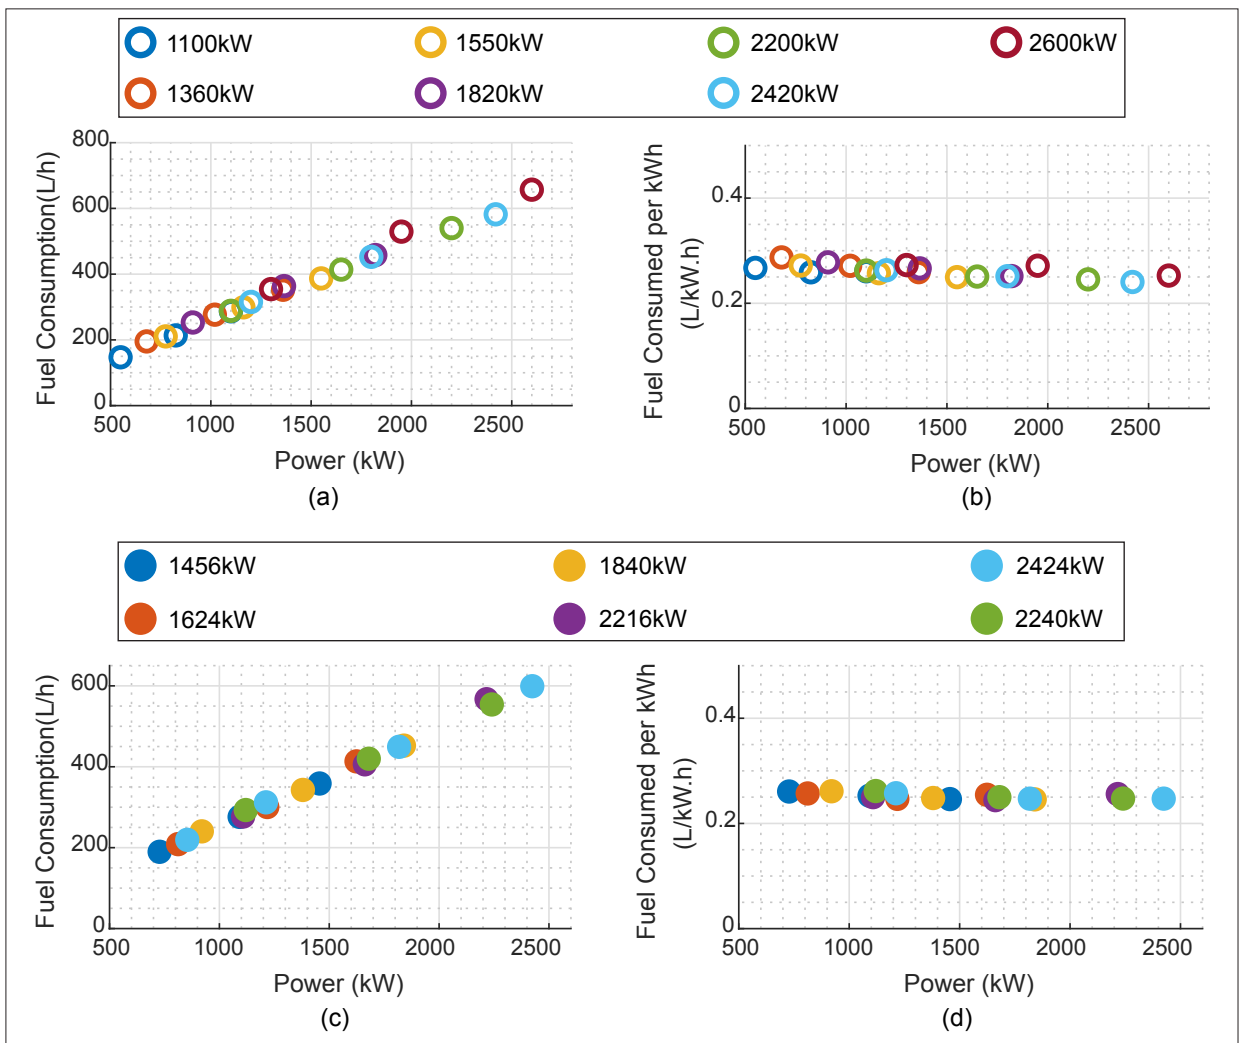 1100kW 1550kW 2200kW 2600kW
1360kW 1820kW 2420kW
Fuel Consumption(L/h)
800
600
400
200
0
500 1000 1500 2000 2500
Power (kW)
(a)
Fuel Consumed per kWh
(L/kW.h)
0.4
0.2
0
500 1000 1500 2000 2500
Power (kW)
(b)
1456kW 1840kW 2424kW
1624kW 2216kW 2240kW
Fuel Consumption(L/h)
600
400
200
0
500 1000 1500 2000 2500
Power (kW)
(c)
Fuel Consumed per kWh
(L/kW.h)
0.4
0.2
0
500 1000 1500 2000 2500
Power (kW)
(d)